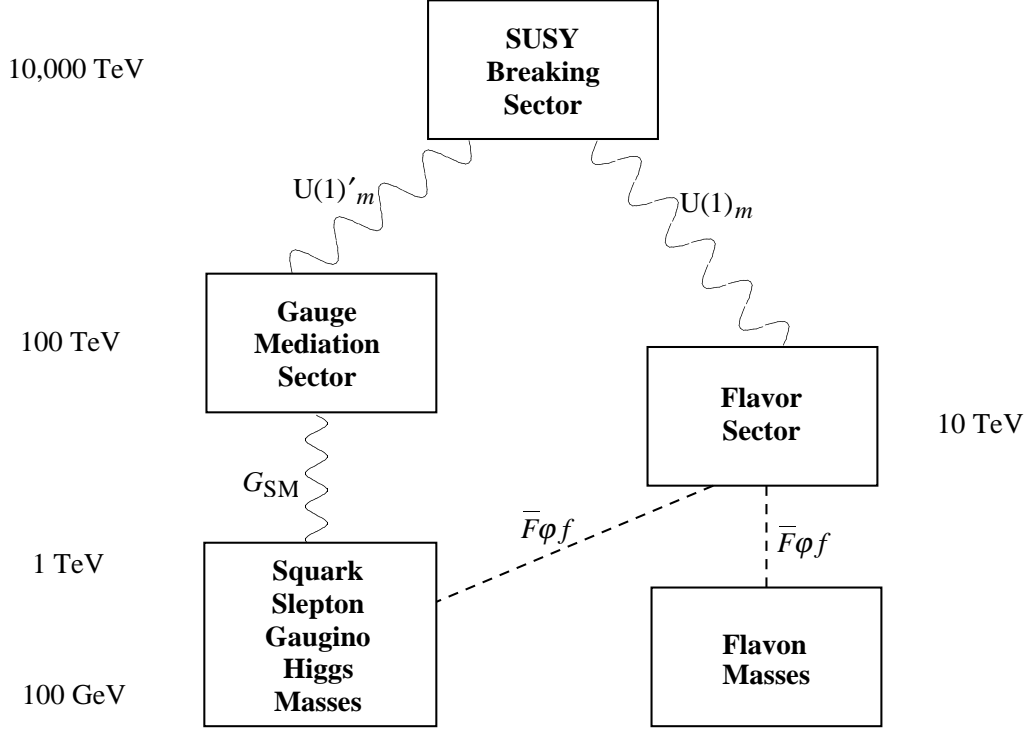 SUSY
Breaking
Sector
10,000 TeV
U(1)′m
U(1)m
Gauge
Mediation
Sector
100 TeV
Flavor
Sector
10 TeV
GSM
F̅φf
F̅φf
1 TeV
Squark
Slepton
Gaugino
Higgs
Masses
Flavon
Masses
100 GeV